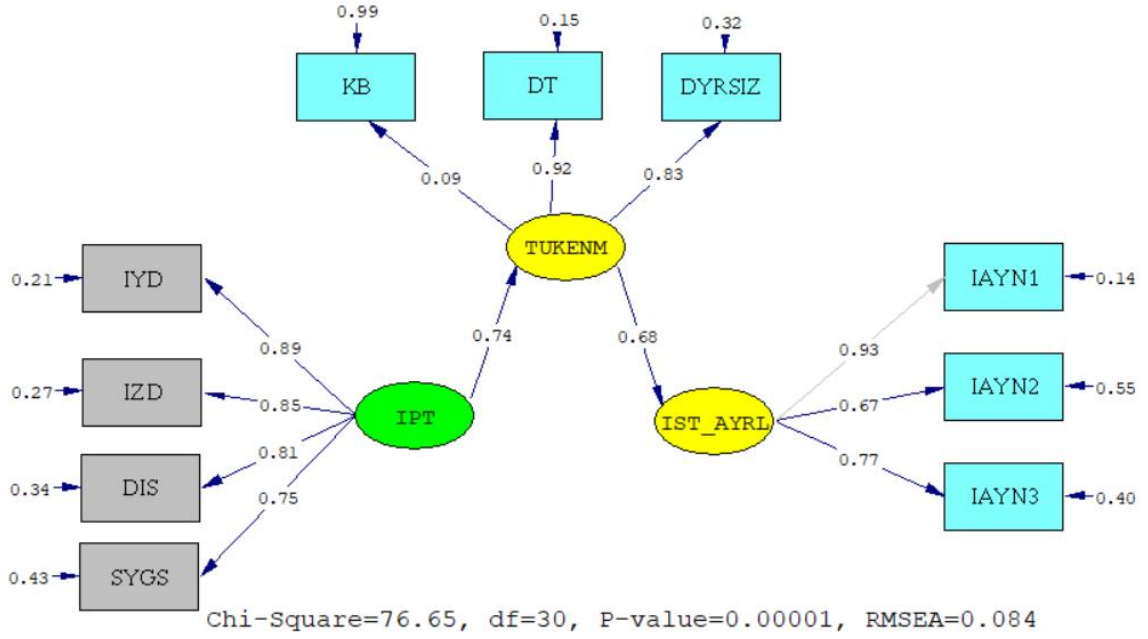 0.99
0.15
0.32
KB
DT
DYRSIZ
0.09
0.92
0.83
TUKENM
0.21
IYD
IAYN1
0.14
0.89
0.74
0.68
0.93
0.27
IZD
0.85
IAYN2
0.55
0.67
IPT
IST_AYRL
0.81
0.77
0.34
DIS
0.75
IAYN3
0.40
0.43
SYGS
Chi-Square=76.65, df=30, P-value=0.00001, RMSEA=0.084